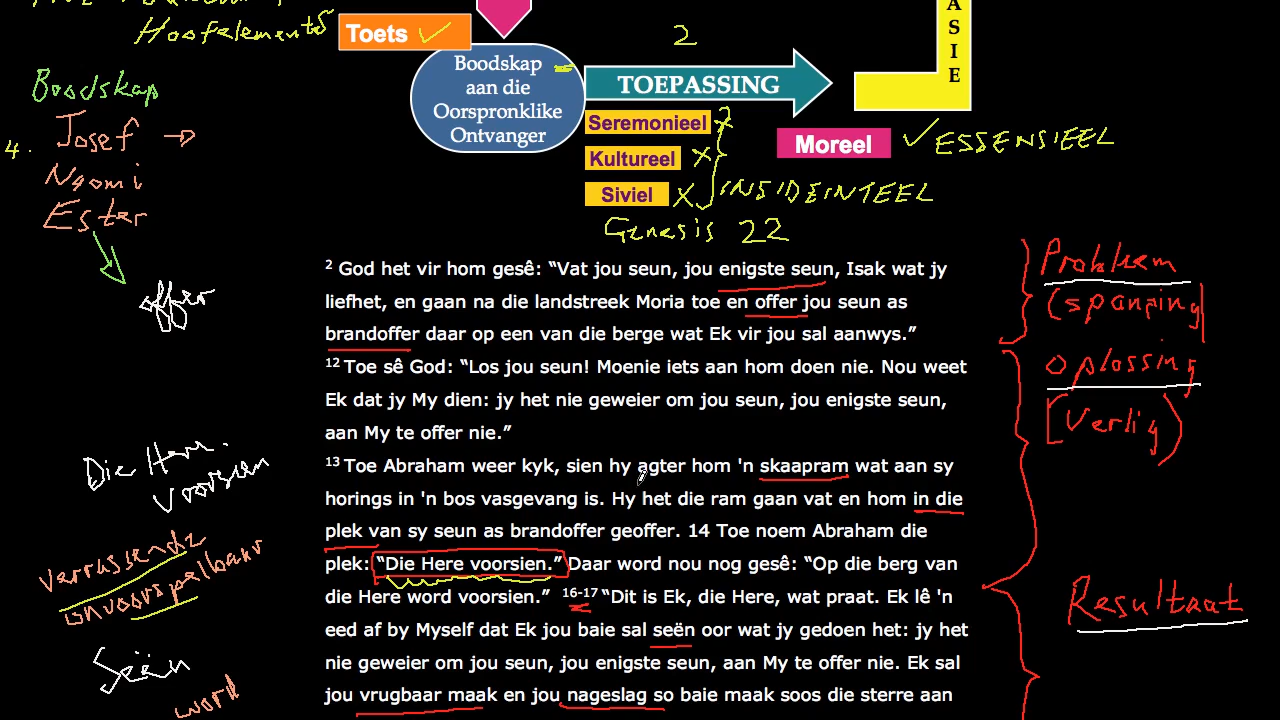 Hoofelemente
Toets ✓
2
A
S
I
E
Boodskap
aan die
Oorspronklike
Ontvanger
TOEPASSING
Seremonieel x
Kultureel x
Siviel x
INSIDEINTEEL
Moreel ✓ ESSENSIEEL
Genesis 22
Boodskap
4. Josef →
Naomi
Ester
offer
² God het vir hom gesê: “Vat jou seun, jou enigste seun, Isak wat jy
liefhet, en gaan na die landstreek Moria toe en offer jou seun as
brandoffer daar op een van die berge wat Ek vir jou sal aanwys.”
¹² Toe sê God: “Los jou seun! Moenie iets aan hom doen nie. Nou weet
Ek dat jy My dien: jy het nie geweier om jou seun, jou enigste seun,
aan My te offer nie.”
¹³ Toe Abraham weer kyk, sien hy agter hom 'n skaapram wat aan sy
horings in 'n bos vasgevang is. Hy het die ram gaan vat en hom in die
plek van sy seun as brandoffer geoffer. 14 Toe noem Abraham die
plek: “Die Here voorsien.” Daar word nou nog gesê: “Op die berg van
die Here word voorsien.” ¹⁶⁻¹⁷ “Dit is Ek, die Here, wat praat. Ek lê 'n
eed af by Myself dat Ek jou baie sal seën oor wat jy gedoen het: jy het
nie geweier om jou seun, jou enigste seun, aan My te offer nie. Ek sal
jou vrugbaar maak en jou nageslag so baie maak soos die sterre aan
Probleem
(spanning
oplossing
(Verlig)
Resultaat
Die Here
voorsien
verrassende
onvoorspelbaar
Seën
word